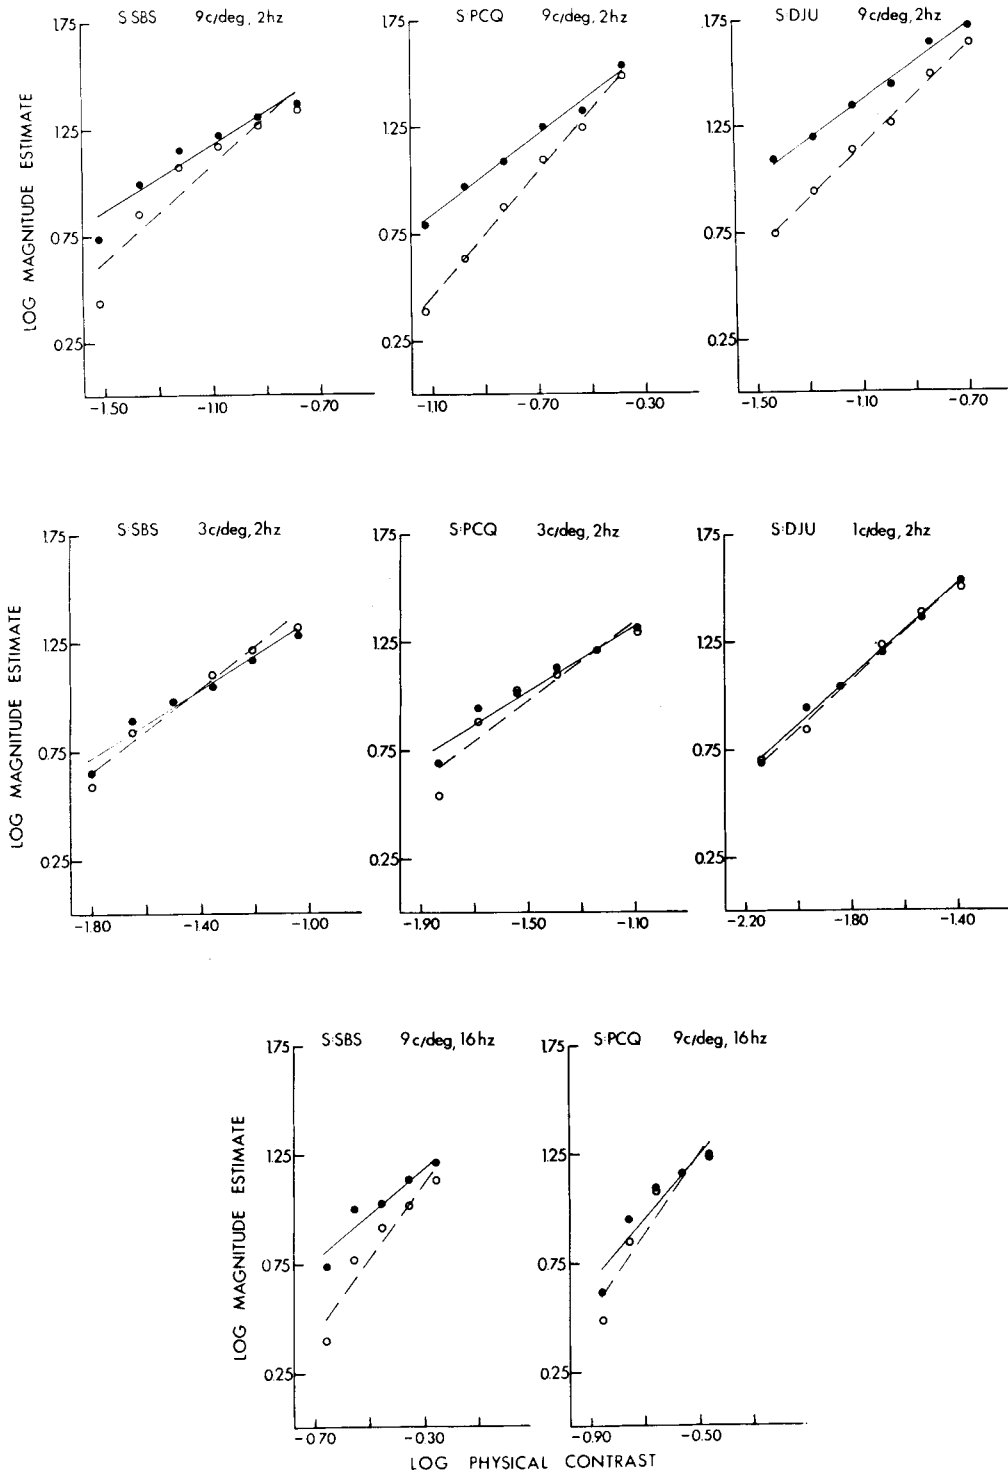 S:SBS 9c/deg, 2hz
S:PCQ 9c/deg, 2hz
S:DJU 9c/deg, 2hz
LOG MAGNITUDE ESTIMATE
1.75
1.25
0.75
0.25
-1.50 -1.10 -0.70
1.75
1.25
0.75
0.25
-1.10 -0.70 -0.30
1.75
1.25
0.75
0.25
-1.50 -1.10 -0.70
S:SBS 3c/deg, 2hz
S:PCQ 3c/deg, 2hz
S:DJU 1c/deg, 2hz
LOG MAGNITUDE ESTIMATE
1.75
1.25
0.75
0.25
-1.80 -1.40 -1.00
1.75
1.25
0.75
0.25
-1.90 -1.50 -1.10
1.75
1.25
0.75
0.25
-2.20 -1.80 -1.40
S:SBS 9c/deg, 16hz
S:PCQ 9c/deg, 16hz
LOG MAGNITUDE ESTIMATE
1.75
1.25
0.75
0.25
-0.70 -0.30
1.75
1.25
0.75
0.25
-0.90 -0.50
LOG PHYSICAL CONTRAST